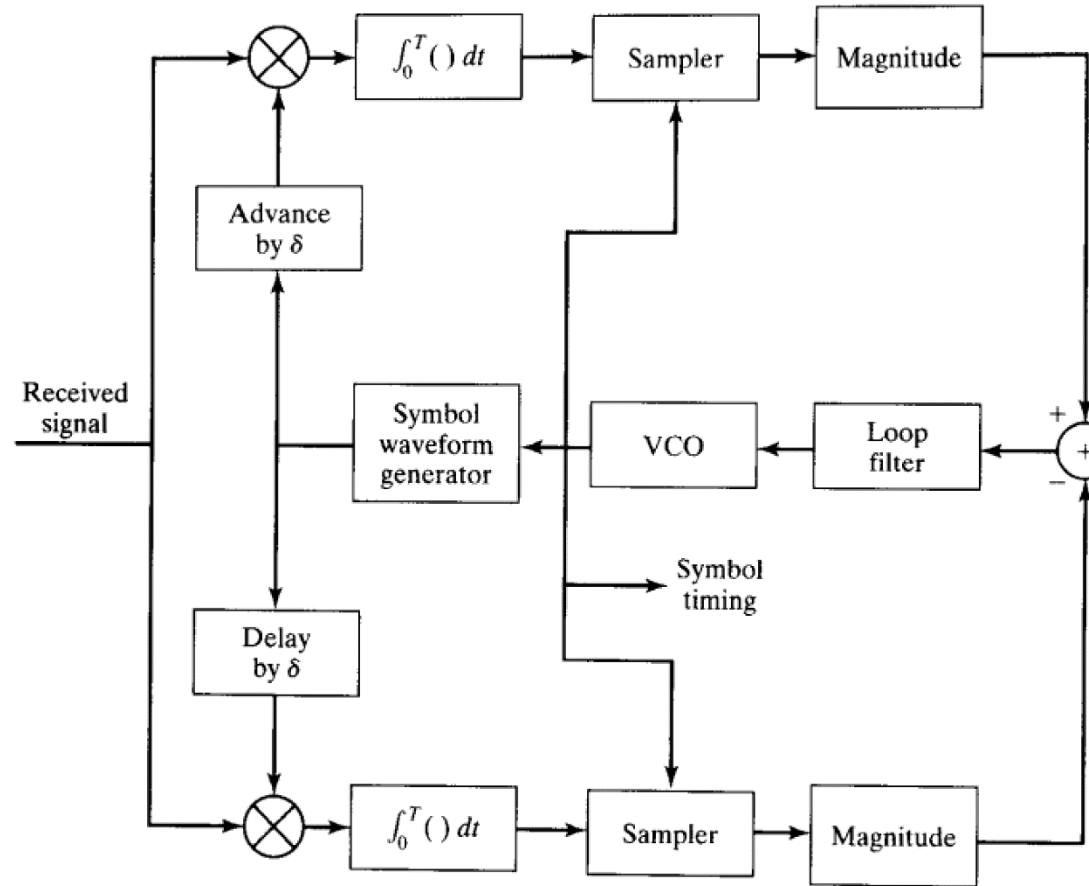 ∫₀ᵀ ( ) dt
Sampler
Magnitude
Advance
by δ
Received
signal
Symbol
waveform
generator
VCO
Loop
filter
+
+
−
Symbol
timing
Delay
by δ
∫₀ᵀ ( ) dt
Sampler
Magnitude